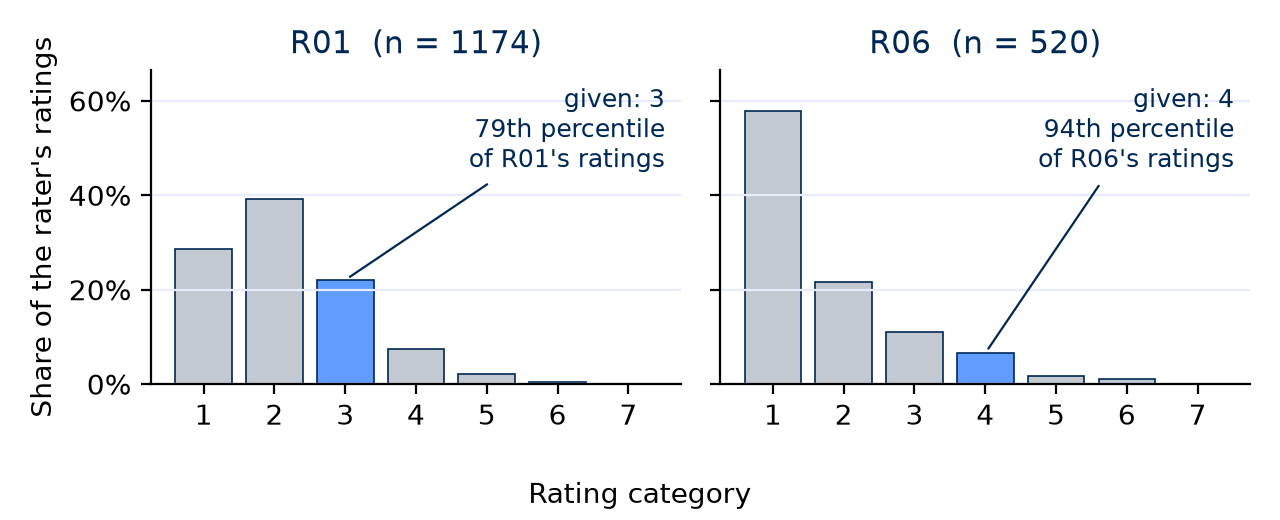 R01  (n = 1174)
R06  (n = 520)
Share of the rater's ratings
60%
40%
20%
0%
given: 3
79th percentile
of R01's ratings
given: 4
94th percentile
of R06's ratings
1 2 3 4 5 6 7
1 2 3 4 5 6 7
Rating category